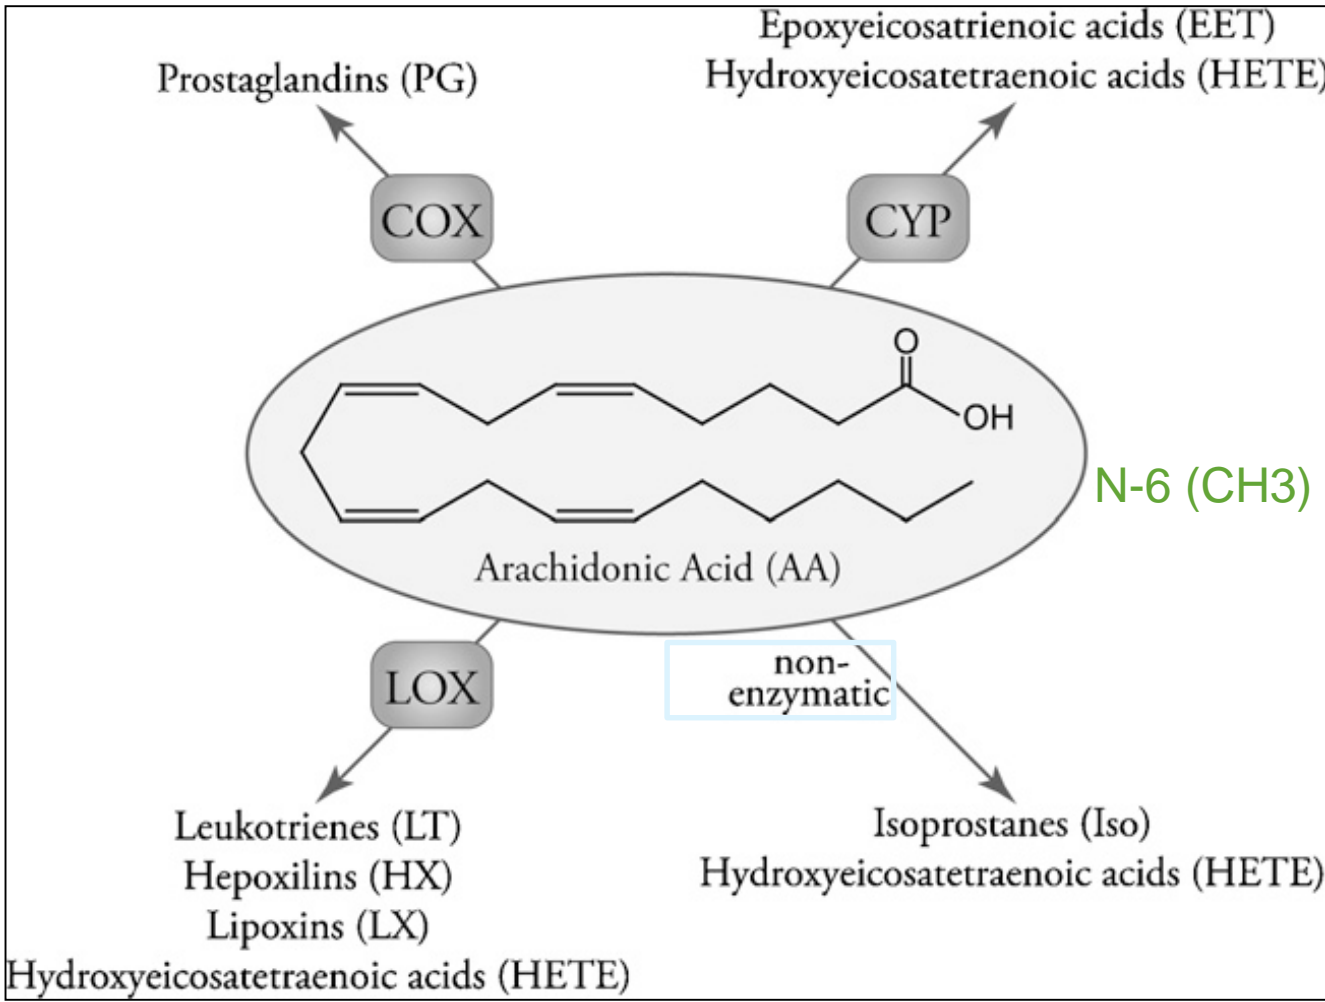 Epoxyeicosatrienoic acids (EET)
Prostaglandins (PG)
Hydroxyeicosatetraenoic acids (HETE)
COX
CYP
O
OH
N-6 (CH3)
Arachidonic Acid (AA)
LOX
non-
enzymatic
Leukotrienes (LT)
Hepoxilins (HX)
Lipoxins (LX)
Hydroxyeicosatetraenoic acids (HETE)
Isoprostanes (Iso)
Hydroxyeicosatetraenoic acids (HETE)